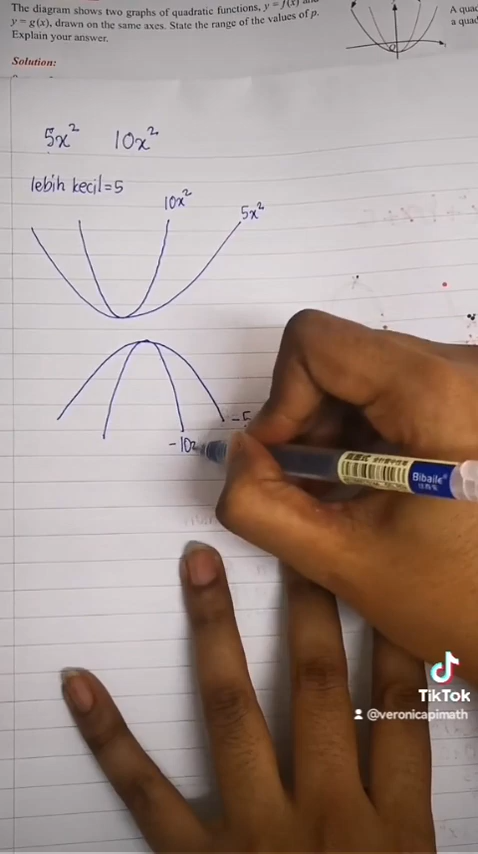 The diagram shows two graphs of quadratic functions, y = f(x) and
y = g(x), drawn on the same axes. State the range of the values of p.
Explain your answer.
A quad
a quad
Solution:
5x² 10x²
lebih kecil = 5
10x²
5x²
-5
-10x
Bibaile
TikTok
@veronicapimath